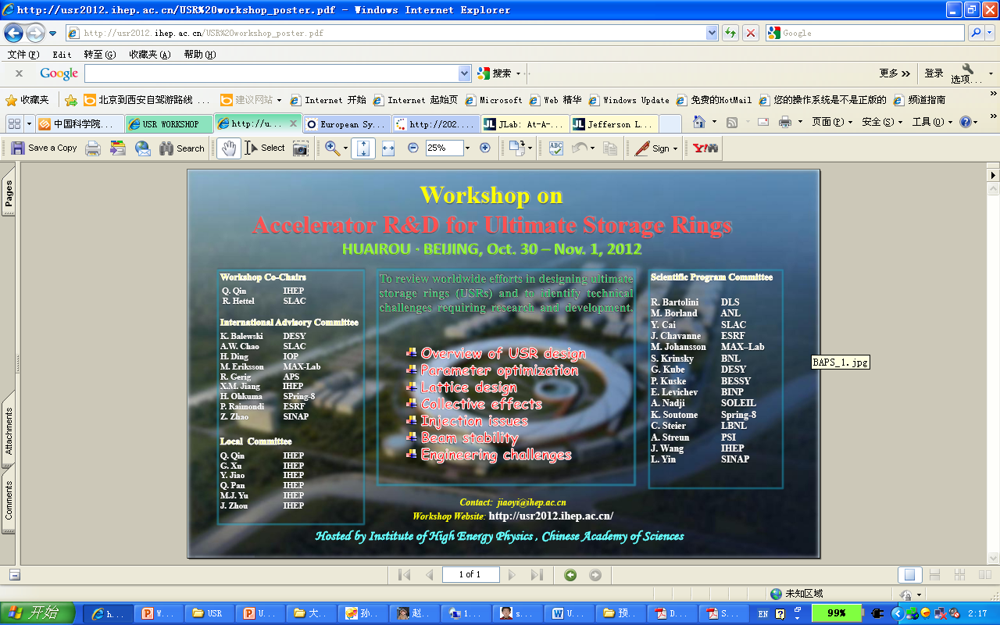 http://usr2012.ihep.ac.cn/USR%20workshop_poster.pdf - Windows Internet Explorer
http://usr2012.ihep.ac.cn/USR%20workshop_poster.pdf
Google
文件(F) Edit 转至(G) 收藏夹(A) 帮助(H)
Google 搜索 更多 » 登录 选项...
收藏夹 北京到西安自驾游路线 ... 建议网站 Internet 开始 Internet 起始页 Microsoft Web 精华 Windows Update 免费的HotMail 您的操作系统是不是正版的 频道指南 »
中国科学院... USR WORKSHOP http://u... European Sy... http://202.... JLab: At-A-... Jefferson L... 页面(P) 安全(S) 工具(O) »
Save a Copy Search Select 25% Sign Y!
Pages
Attachments
Comments
Workshop on
Accelerator R&D for Ultimate Storage Rings
HUAIROU · BEIJING, Oct. 30 – Nov. 1, 2012
Workshop Co-Chairs
Q. Qin IHEP
R. Hettel SLAC
International Advisory Committee
K. Balewski DESY
A.W. Chao SLAC
H. Ding IOP
M. Eriksson MAX-Lab
R. Gerig APS
X.M. Jiang IHEP
H. Ohkuma SPring-8
P. Raimondi ESRF
Z. Zhao SINAP
Local Committee
Q. Qin IHEP
G. Xu IHEP
Y. Jiao IHEP
Q. Pan IHEP
M.J. Yu IHEP
J. Zhou IHEP
To review worldwide efforts in designing ultimate
storage rings (USRs) and to identify technical
challenges requiring research and development.
Overview of USR design
Parameter optimization
Lattice design
Collective effects
Injection issues
Beam stability
Engineering challenges
Scientific Program Committee
R. Bartolini DLS
M. Borland ANL
Y. Cai SLAC
J. Chavanne ESRF
M. Johansson MAX–Lab
S. Krinsky BNL
G. Kube DESY
P. Kuske BESSY
E. Levichev BINP
A. Nadji SOLEIL
K. Soutome Spring-8
C. Steier LBNL
A. Streun PSI
J. Wang IHEP
L. Yin SINAP
BAPS_1.jpg
Contact: jiaoyi@ihep.ac.cn
Workshop Website: http://usr2012.ihep.ac.cn/
Hosted by Institute of High Energy Physics , Chinese Academy of Sciences
1 of 1
未知区域
开始 h... W... USR U... 大... 孙... 赵... 1... s... U... 预... D... S... EN 99% 2:17